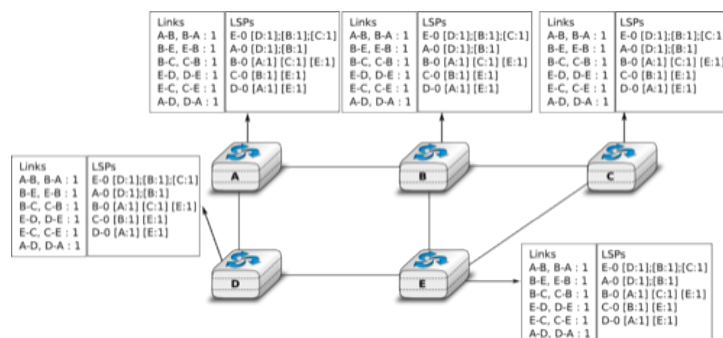 Links LSPs
A-B, B-A : 1 E-0 [D:1];[B:1];[C:1]
B-E, E-B : 1 A-0 [D:1];[B:1]
B-C, C-B : 1 B-0 [A:1] [C:1] [E:1]
E-D, D-E : 1 C-0 [B:1] [E:1]
E-C, C-E : 1 D-0 [A:1] [E:1]
A-D, D-A : 1
Links LSPs
A-B, B-A : 1 E-0 [D:1];[B:1];[C:1]
B-E, E-B : 1 A-0 [D:1];[B:1]
B-C, C-B : 1 B-0 [A:1] [C:1] [E:1]
E-D, D-E : 1 C-0 [B:1] [E:1]
E-C, C-E : 1 D-0 [A:1] [E:1]
A-D, D-A : 1
Links LSPs
A-B, B-A : 1 E-0 [D:1];[B:1];[C:1]
B-E, E-B : 1 A-0 [D:1];[B:1]
B-C, C-B : 1 B-0 [A:1] [C:1] [E:1]
E-D, D-E : 1 C-0 [B:1] [E:1]
E-C, C-E : 1 D-0 [A:1] [E:1]
A-D, D-A : 1
A
B
C
Links LSPs
A-B, B-A : 1 E-0 [D:1];[B:1];[C:1]
B-E, E-B : 1 A-0 [D:1];[B:1]
B-C, C-B : 1 B-0 [A:1] [C:1] [E:1]
E-D, D-E : 1 C-0 [B:1] [E:1]
E-C, C-E : 1 D-0 [A:1] [E:1]
A-D, D-A : 1
D
E
Links LSPs
A-B, B-A : 1 E-0 [D:1];[B:1];[C:1]
B-E, E-B : 1 A-0 [D:1];[B:1]
B-C, C-B : 1 B-0 [A:1] [C:1] [E:1]
E-D, D-E : 1 C-0 [B:1] [E:1]
E-C, C-E : 1 D-0 [A:1] [E:1]
A-D, D-A : 1